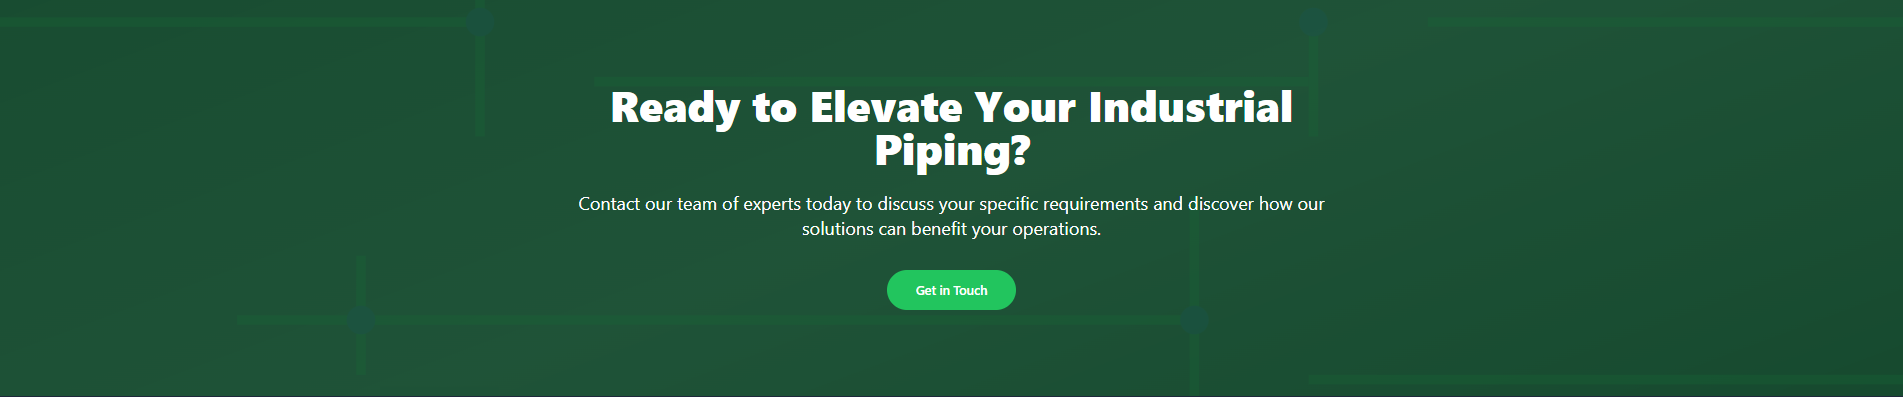 Ready to Elevate Your Industrial
Piping?
Contact our team of experts today to discuss your specific requirements and discover how our
solutions can benefit your operations.
Get in Touch